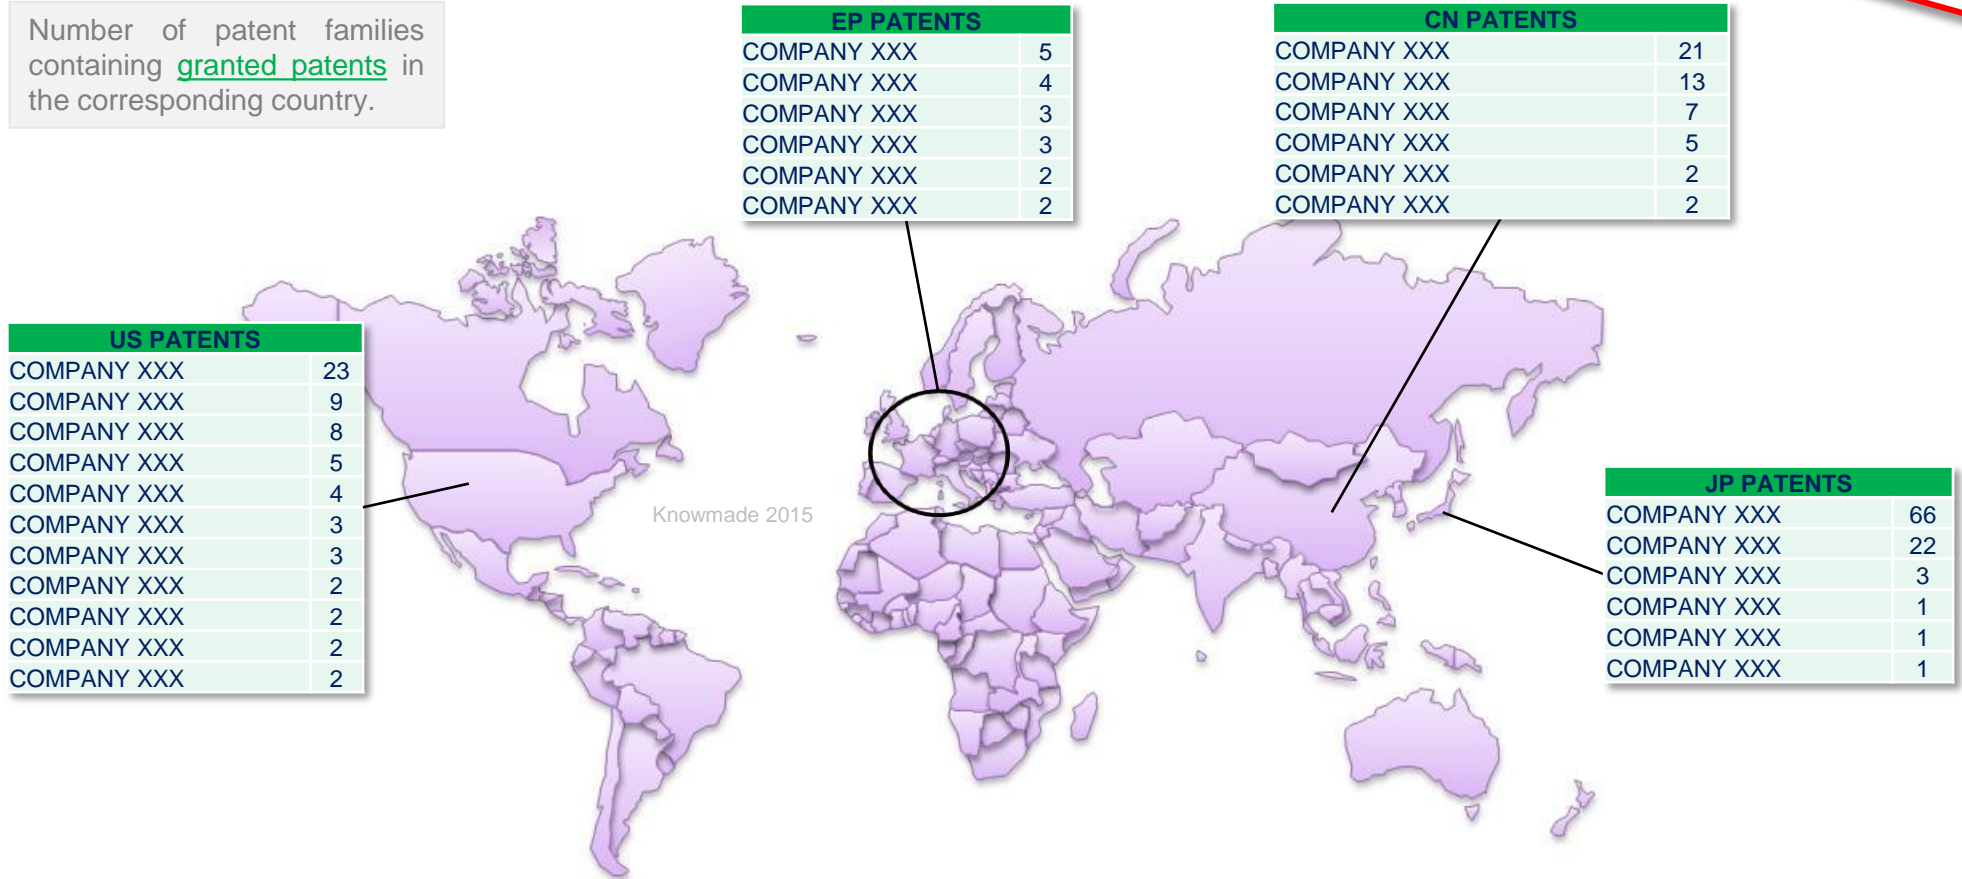 Number of patent families
containing granted patents in
the corresponding country.
EP PATENTS
COMPANY XXX 5
COMPANY XXX 4
COMPANY XXX 3
COMPANY XXX 3
COMPANY XXX 2
COMPANY XXX 2
CN PATENTS
COMPANY XXX 21
COMPANY XXX 13
COMPANY XXX 7
COMPANY XXX 5
COMPANY XXX 2
COMPANY XXX 2
US PATENTS
COMPANY XXX 23
COMPANY XXX 9
COMPANY XXX 8
COMPANY XXX 5
COMPANY XXX 4
COMPANY XXX 3
COMPANY XXX 3
COMPANY XXX 2
COMPANY XXX 2
COMPANY XXX 2
COMPANY XXX 2
Knowmade 2015
JP PATENTS
COMPANY XXX 66
COMPANY XXX 22
COMPANY XXX 3
COMPANY XXX 1
COMPANY XXX 1
COMPANY XXX 1